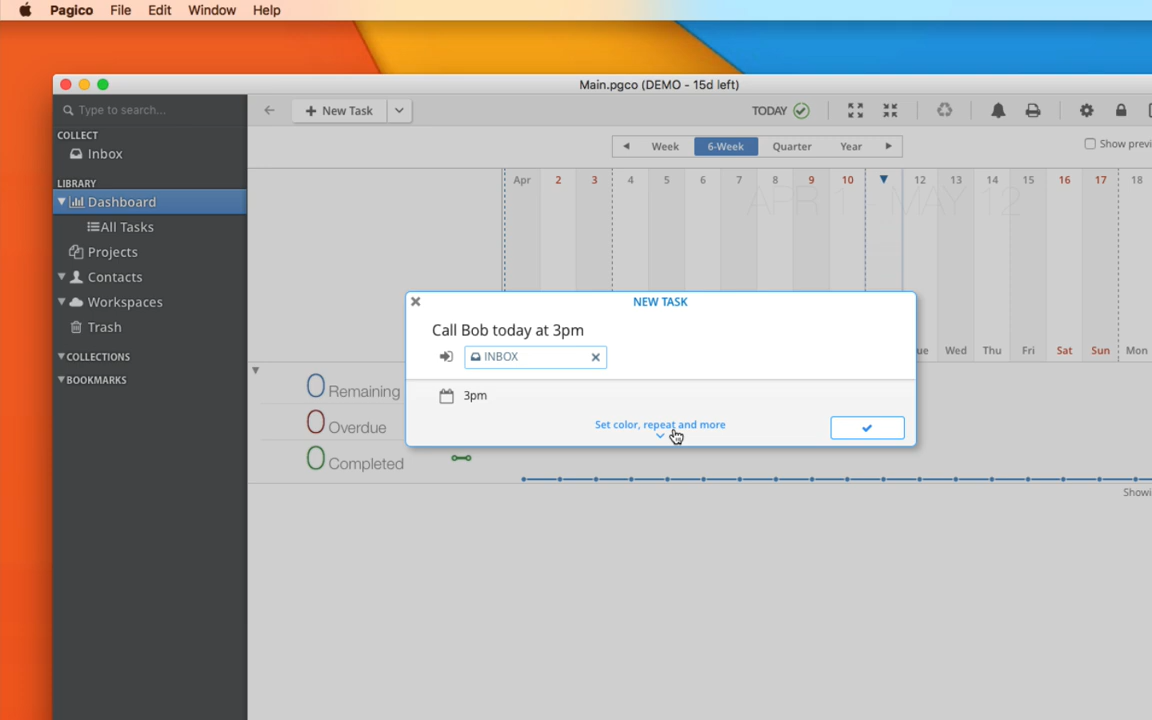 Pagico File Edit Window Help
Main.pgco (DEMO - 15d left)
Type to search...
New Task
TODAY
COLLECT
Inbox
Week 6-Week Quarter Year
LIBRARY
Dashboard
All Tasks
Projects
Contacts
Workspaces
Trash
COLLECTIONS
BOOKMARKS
Apr 2 3 4 5 6 7 8 9 10 12 13 14 15 16 17 18
APR 1 - MAY 12
Wed Thu Fri Sat Sun Mon
NEW TASK
Call Bob today at 3pm
INBOX
3pm
Set color, repeat and more
0 Remaining
0 Overdue
0 Completed